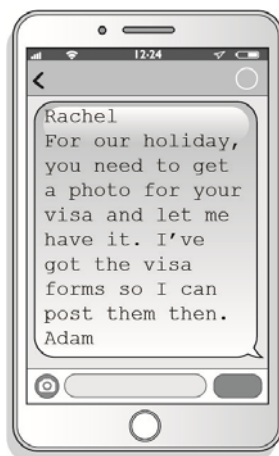 12-24
Rachel
For our holiday,
you need to get
a photo for your
visa and let me
have it. I've
got the visa
forms so I can
post them then.
Adam